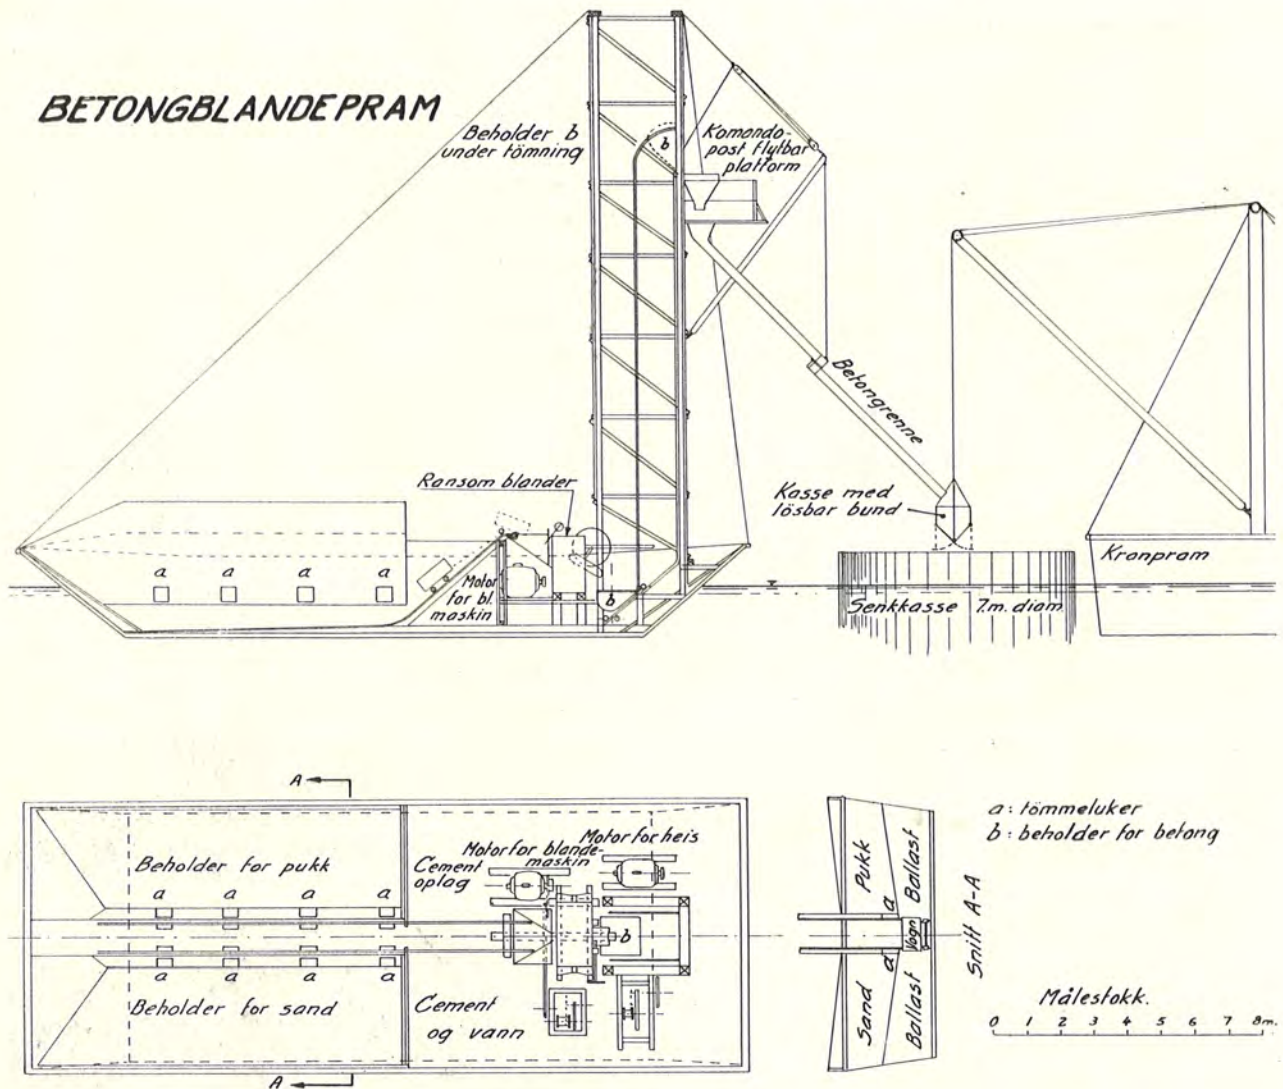 BETONGBLANDEPRAM
Beholder b
under tömning
b
Komando-
post flytbar
platform
Betongrenne
Ransom blander
Kasse med
lösbar bund
Kranpram
a a a a
Motor
for bl.
maskin
b
Senkkasse 7.m. diam.
A
Beholder for pukk
a a a a
Cement
oplag
Motor for blande-
maskin
Motor for heis
b
a a a a
Beholder for sand
Cement
og vann
A
Pukk
Ballast
a
Vogn
a
Sand
Ballast
Snitt A-A
a: tömmeluker
b: beholder for betong
Målestokk.
0 1 2 3 4 5 6 7 8m.